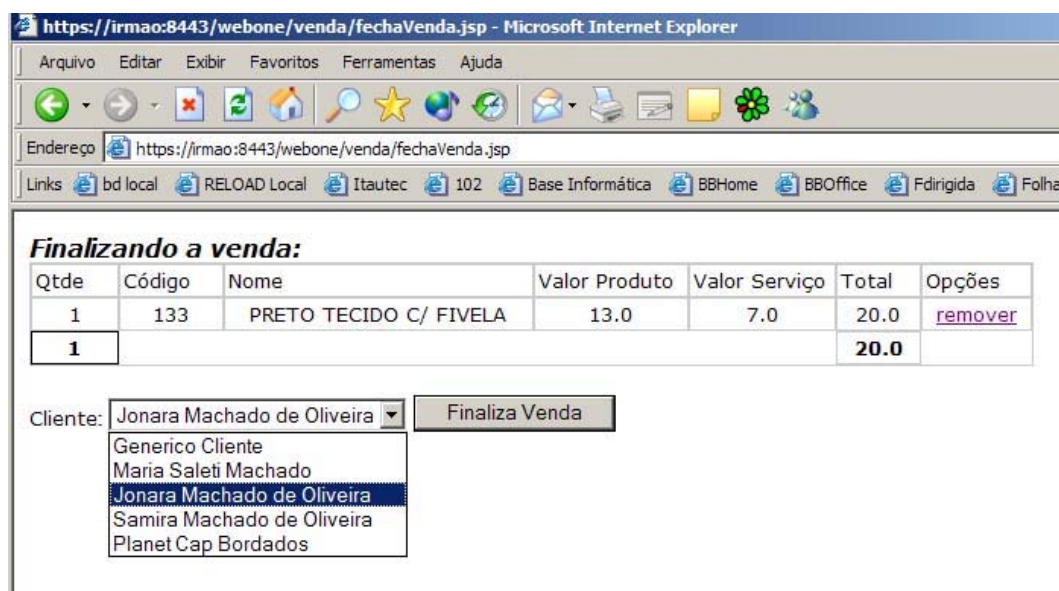 https://irmao:8443/webone/venda/fechaVenda.jsp - Microsoft Internet Explorer
Arquivo Editar Exibir Favoritos Ferramentas Ajuda
Endereço https://irmao:8443/webone/venda/fechaVenda.jsp
Links bd local RELOAD Local Itautec 102 Base Informática BBHome BBOffice Fdirigida Folha
Finalizando a venda:
Qtde Código Nome Valor Produto Valor Serviço Total Opções
1 133 PRETO TECIDO C/ FIVELA 13.0 7.0 20.0 remover
1 20.0
Cliente: Jonara Machado de Oliveira Finaliza Venda
Generico Cliente
Maria Saleti Machado
Jonara Machado de Oliveira
Samira Machado de Oliveira
Planet Cap Bordados